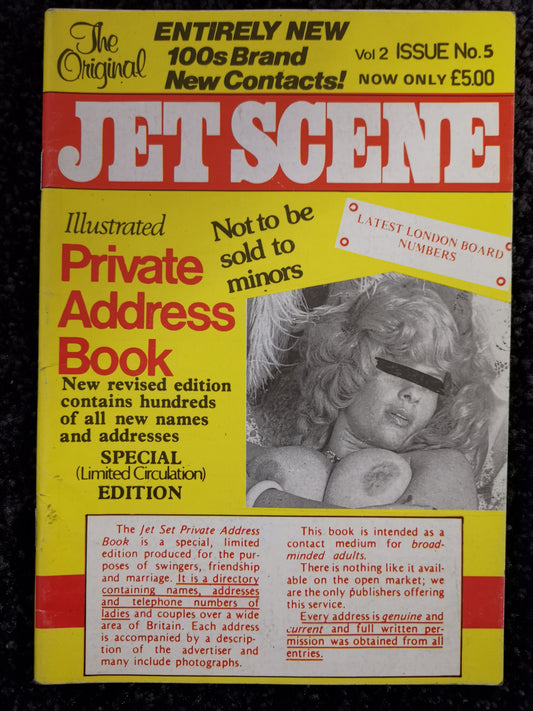 The
Original
ENTIRELY NEW
100s Brand
New Contacts!
Vol 2 ISSUE No. 5
NOW ONLY £5.00
JET SCENE
Illustrated
Private
Address
Book
Not to be
sold to
minors
LATEST LONDON BOARD
NUMBERS
New revised edition
contains hundreds
of all new names
and addresses
SPECIAL
(Limited Circulation)
EDITION
The Jet Set Private Address
Book is a special, limited
edition produced for the pur-
poses of swingers, friendship
and marriage. It is a directory
containing names, addresses
and telephone numbers of
ladies and couples over a wide
area of Britain. Each address
is accompanied by a descrip-
tion of the advertiser and
many include photographs.
This book is intended as a
contact medium for broad-
minded adults.
There is nothing like it avail-
able on the open market; we
are the only publishers offering
this service.
Every address is genuine and
current and full written per-
mission was obtained from all
entries.